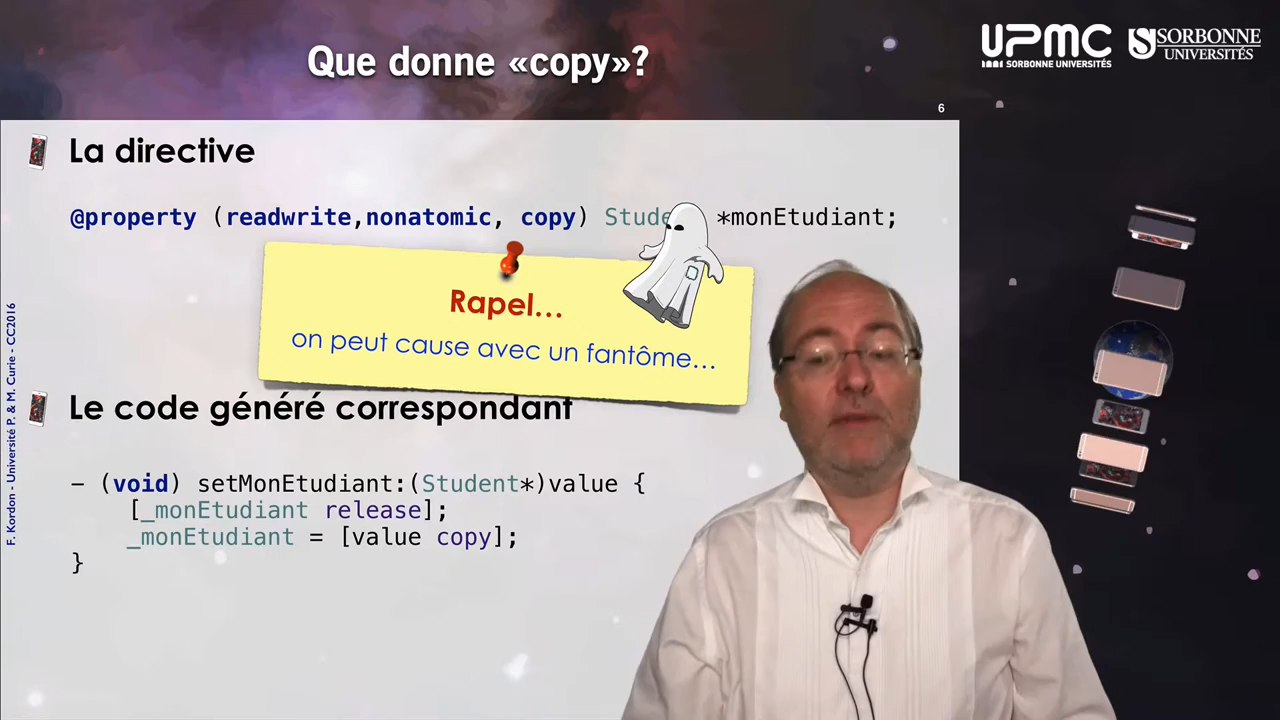 Que donne «copy»?
UPMC
SORBONNE UNIVERSITÉS
SORBONNE
UNIVERSITÉS
6
La directive
@property (readwrite,nonatomic, copy) Stude *monEtudiant;
Rapel...
on peut cause avec un fantôme...
Le code généré correspondant
– (void) setMonEtudiant:(Student*)value {
[_monEtudiant release];
_monEtudiant = [value copy];
}
F. Kordon - Université P. & M. Curie - CC2016